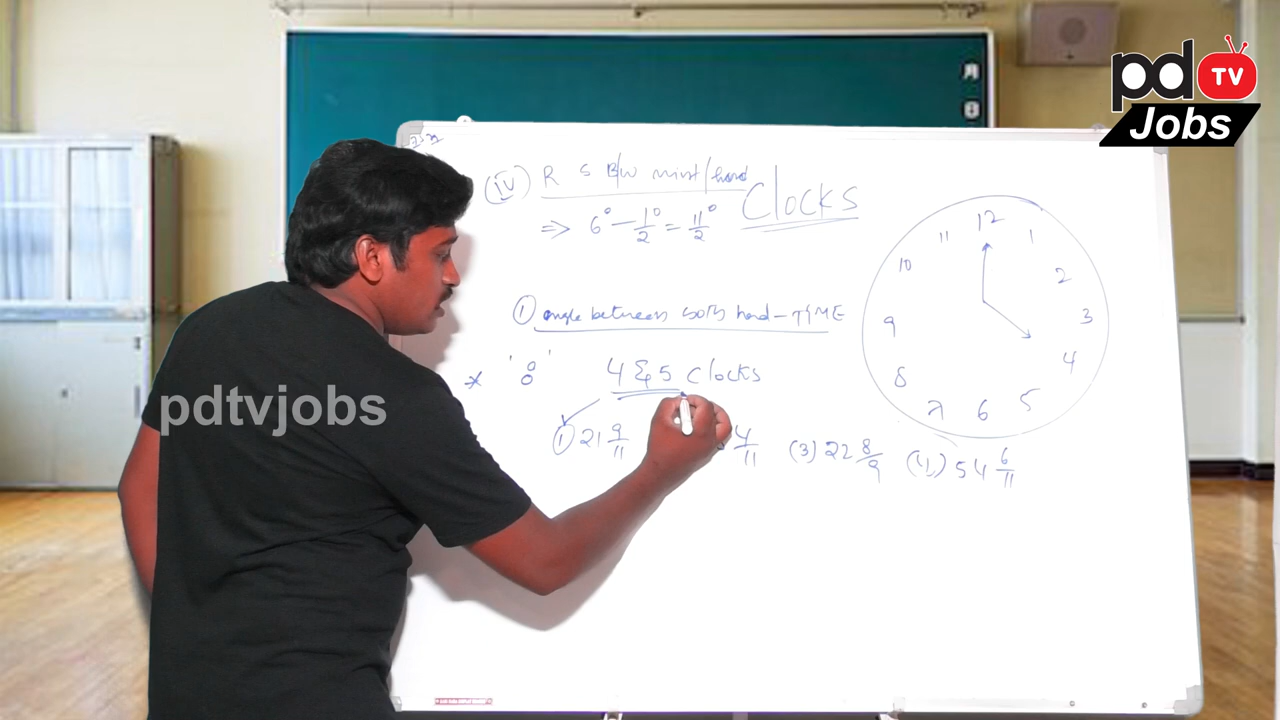 pd TV
Jobs
(iv) R S B/W mint/hand
Clocks
⇒ 6° - 1°/2 = 11°/2
① angle between both hand - TIME
* 4 & 5 Clocks
① 21 9/11 4/11 (3) 22 8/9 (4) 54 6/11
12
11 1
10 2
9 3
8 4
7 6 5
pdtvjobs